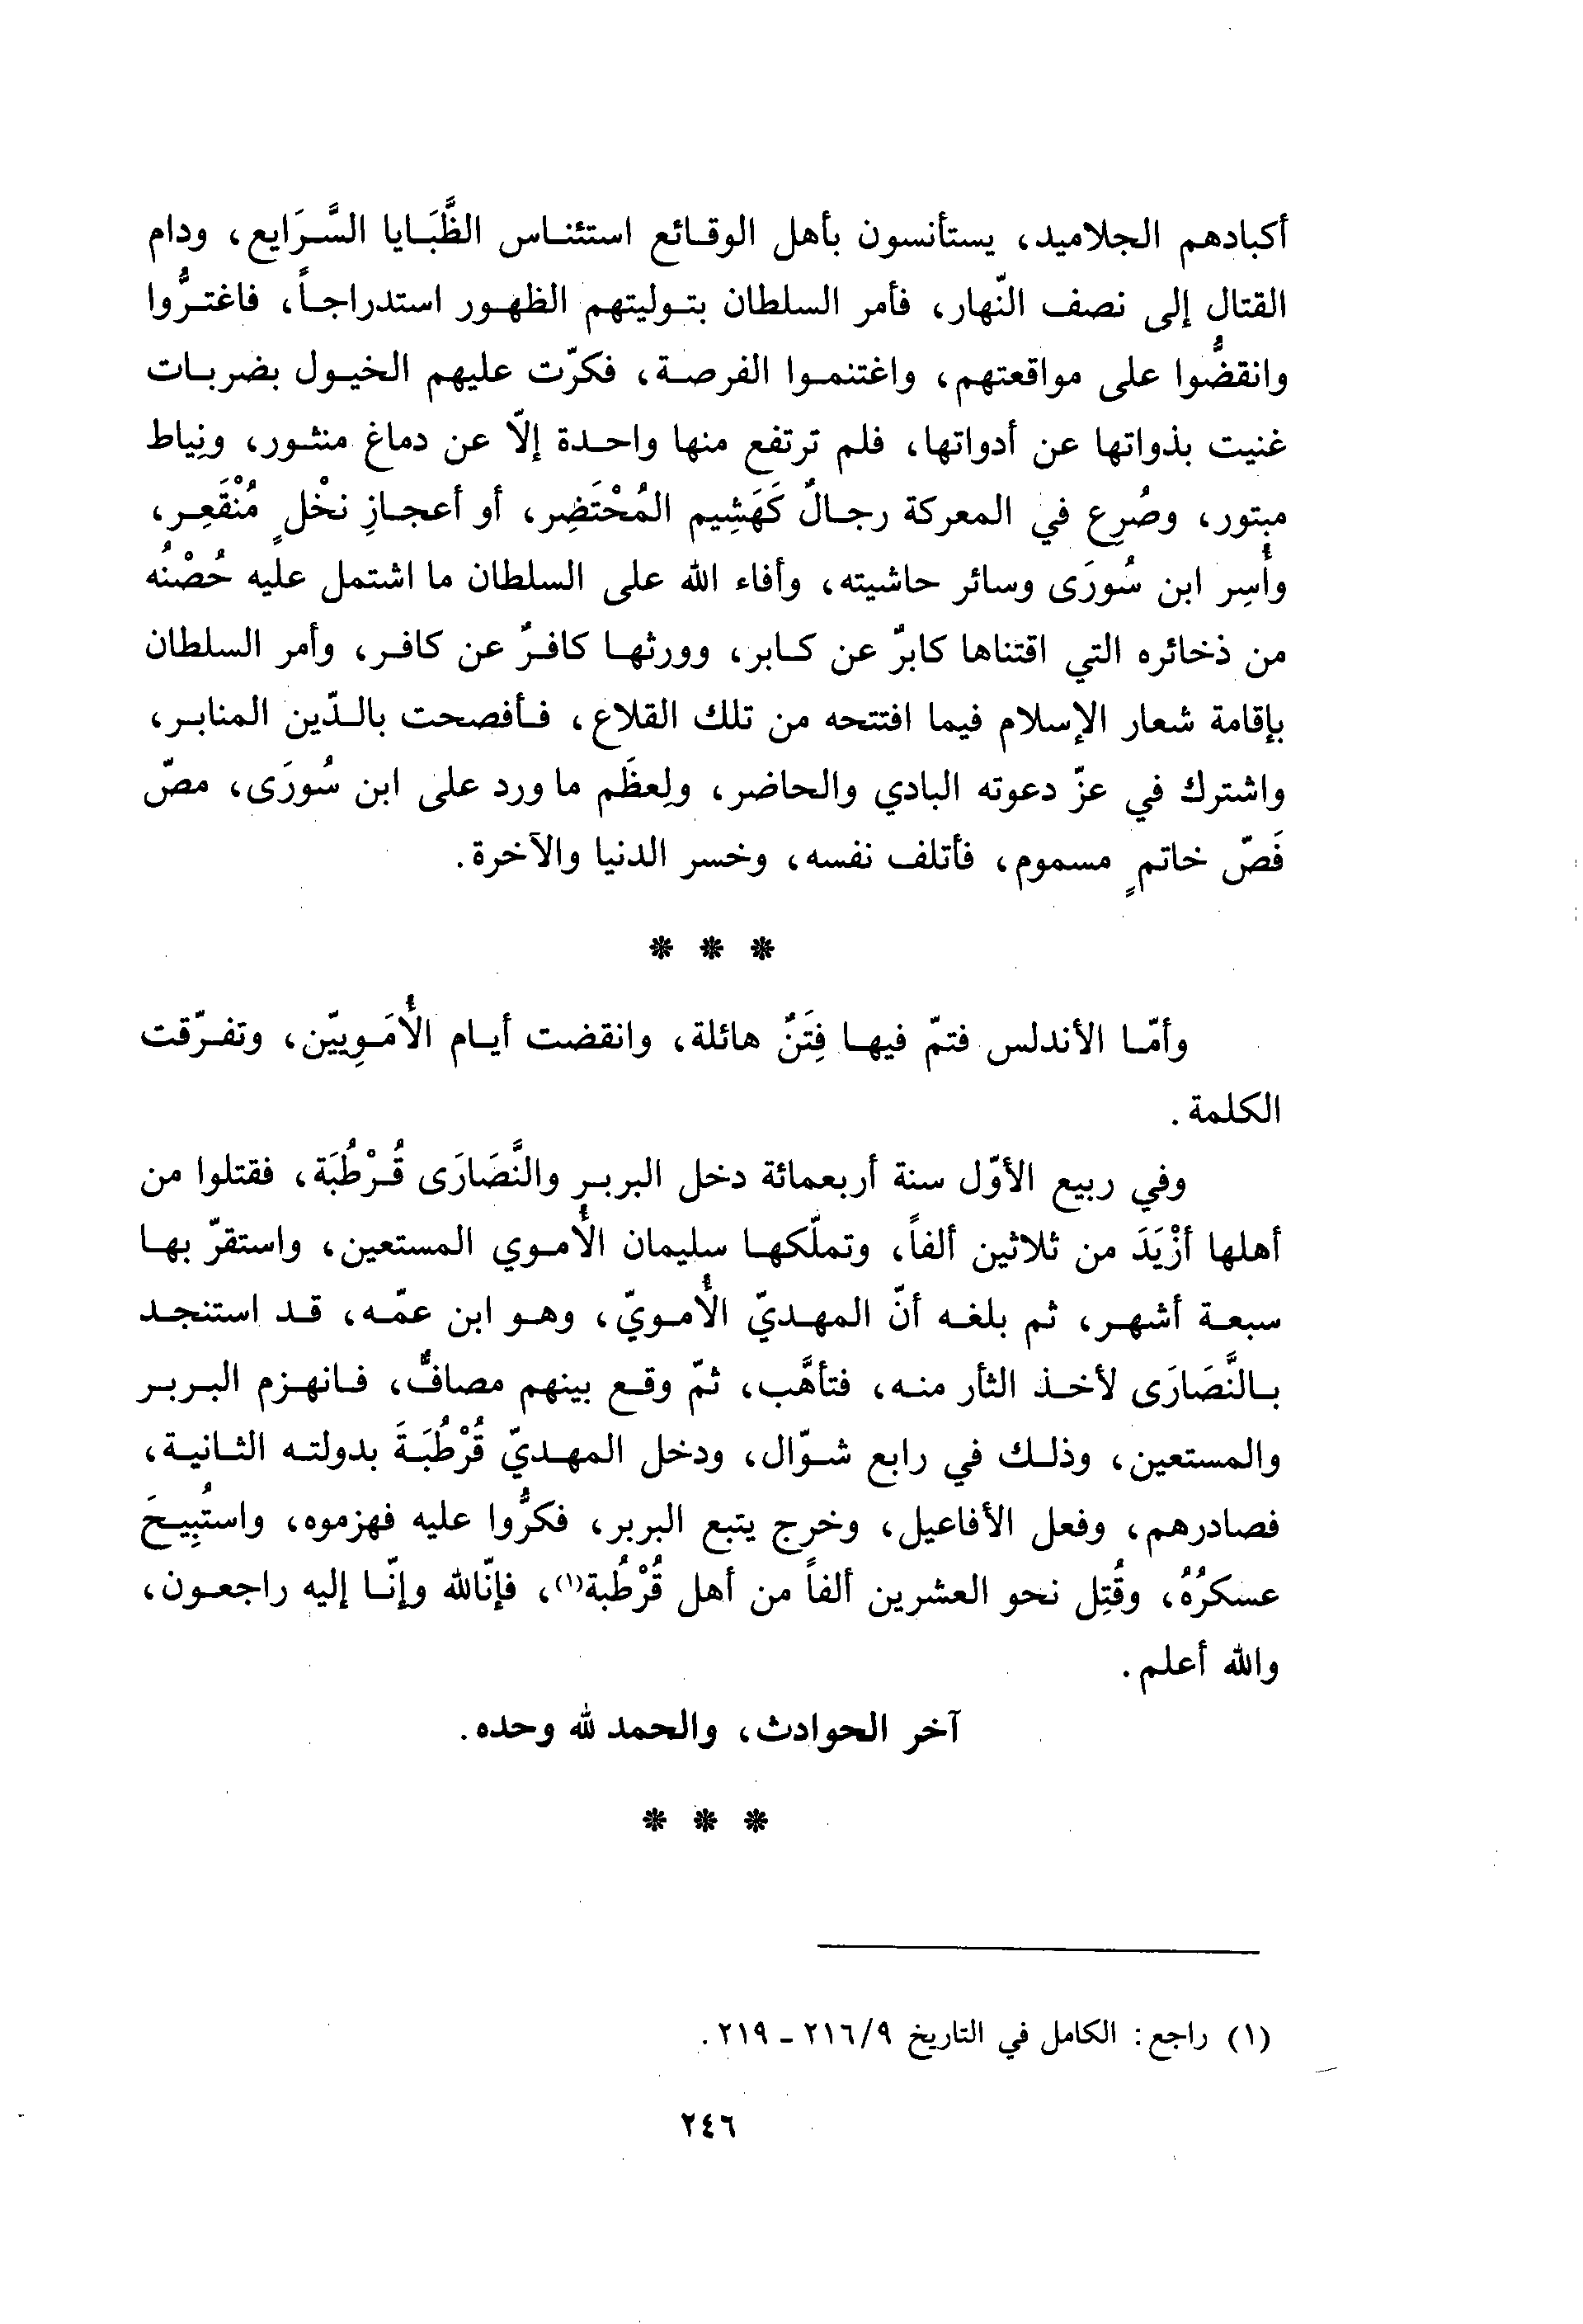 أكبادهم الجلاميد، يستأنسون بأهل الوقائع استئناس الظَّبَايا السَّرَايع، ودام
القتال إلى نصف النّهار، فأمر السلطان بتوليتهم الظهور استدراجاً، فاغترُّوا
وانقضُّوا على مواقعتهم، واغتنموا الفرصة، فكرّت عليهم الخيول بضربات
غنيت بذواتها عن أدواتها، فلم ترتفع منها واحدة إلاّ عن دماغ منثور، ونِياط
مبتور، وصُرِع في المعركة رجالٌ كَهَشِيم المُحْتَضِر، أو أعجازِ نخْلٍ مُنْقَعِر،
وأُسِر ابن سُورَى وسائر حاشيته، وأفاء الله على السلطان ما اشتمل عليه حُصْنُه
من ذخائره التي اقتناها كابرٌ عن كابر، وورثها كافرٌ عن كافر، وأمر السلطان
بإقامة شعار الإسلام فيما افتتحه من تلك القلاع، فأفصحت بالدّين المنابر،
واشترك في عزّ دعوته البادي والحاضر، ولِعظَم ما ورد على ابن سُورَى، مصّ
فَصّ خاتمٍ مسموم، فأتلف نفسه، وخسر الدنيا والآخرة.
* * *
وأمّا الأندلس فتمّ فيها فِتَنٌ هائلة، وانقضت أيام الأُمَوِيّين، وتفرّقت
الكلمة.
وفي ربيع الأوّل سنة أربعمائة دخل البربر والنَّصَارَى قُرْطُبَة، فقتلوا من
أهلها أزْيَدَ من ثلاثين ألفاً، وتملّكها سليمان الأُموي المستعين، واستقرّ بها
سبعة أشهر، ثم بلغه أنّ المهديّ الأُمويّ، وهو ابن عمّه، قد استنجد
بالنَّصَارَى لأخذ الثأر منه، فتأهَّب، ثمّ وقع بينهم مصافٌّ، فانهزم البربر
والمستعين، وذلك في رابع شوّال، ودخل المهديّ قُرْطُبَةَ بدولته الثانية،
فصادرهم، وفعل الأفاعيل، وخرج يتبع البربر، فكرُّوا عليه فهزموه، واستُبِيحَ
عسكرُهُ، وقُتِل نحو العشرين ألفاً من أهل قُرْطُبة(١)، فإنّالله وإنّا إليه راجعون،
والله أعلم.
آخر الحوادث، والحمد لله وحده.
* * *
(١) راجع: الكامل في التاريخ ٢١٦/٩ ـ ٢١٩.
٢٤٦